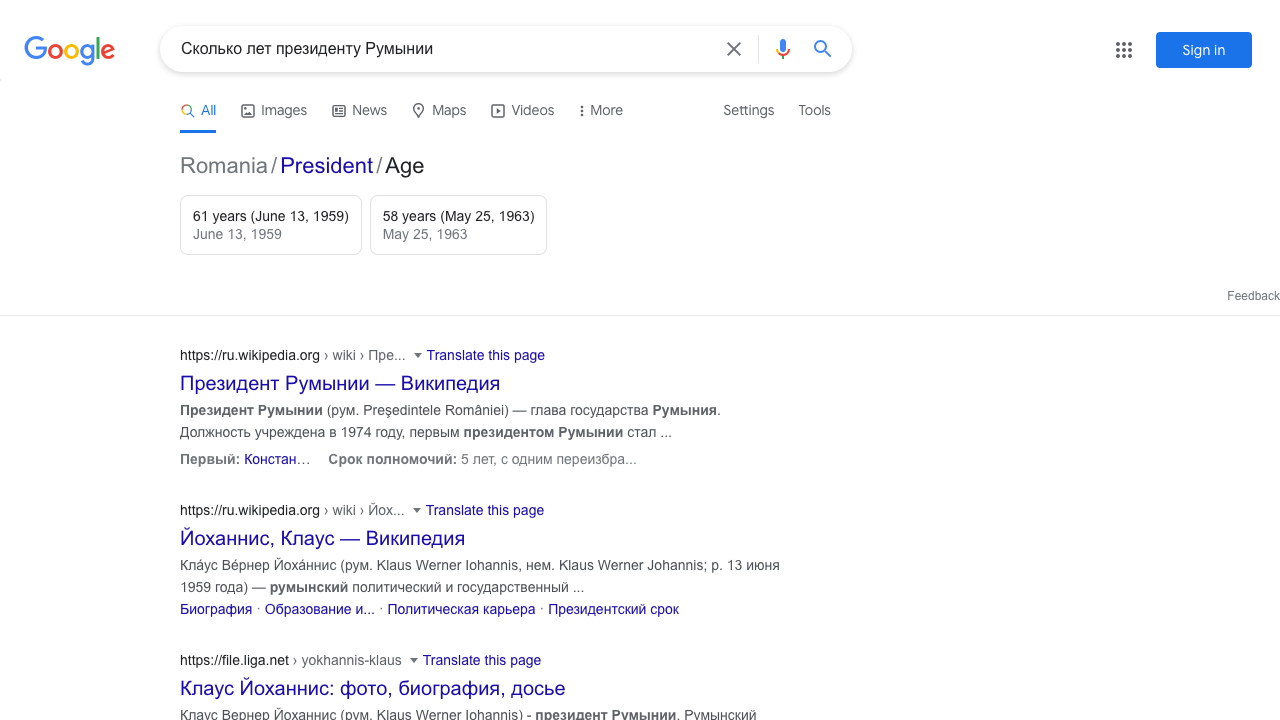 Google
Сколько лет президенту Румынии
Sign in
All Images News Maps Videos More Settings Tools
Romania / President / Age
61 years (June 13, 1959)
June 13, 1959
58 years (May 25, 1963)
May 25, 1963
Feedback
https://ru.wikipedia.org › wiki › Пре... Translate this page
Президент Румынии — Википедия
Президент Румынии (рум. Preşedintele României) — глава государства Румыния.
Должность учреждена в 1974 году, первым президентом Румынии стал ...
Первый: Констан... Срок полномочий: 5 лет, с одним переизбра...
https://ru.wikipedia.org › wiki › Йох... Translate this page
Йоханнис, Клаус — Википедия
Кла́ус Ве́рнер Йоха́ннис (рум. Klaus Werner Iohannis, нем. Klaus Werner Johannis; р. 13 июня
1959 года) — румынский политический и государственный ...
Биография · Образование и... · Политическая карьера · Президентский срок
https://file.liga.net › yokhannis-klaus Translate this page
Клаус Йоханнис: фото, биография, досье
Клаус Вернер Йоханнис (рум. Klaus Werner Iohannis) - президент Румынии. Румынский